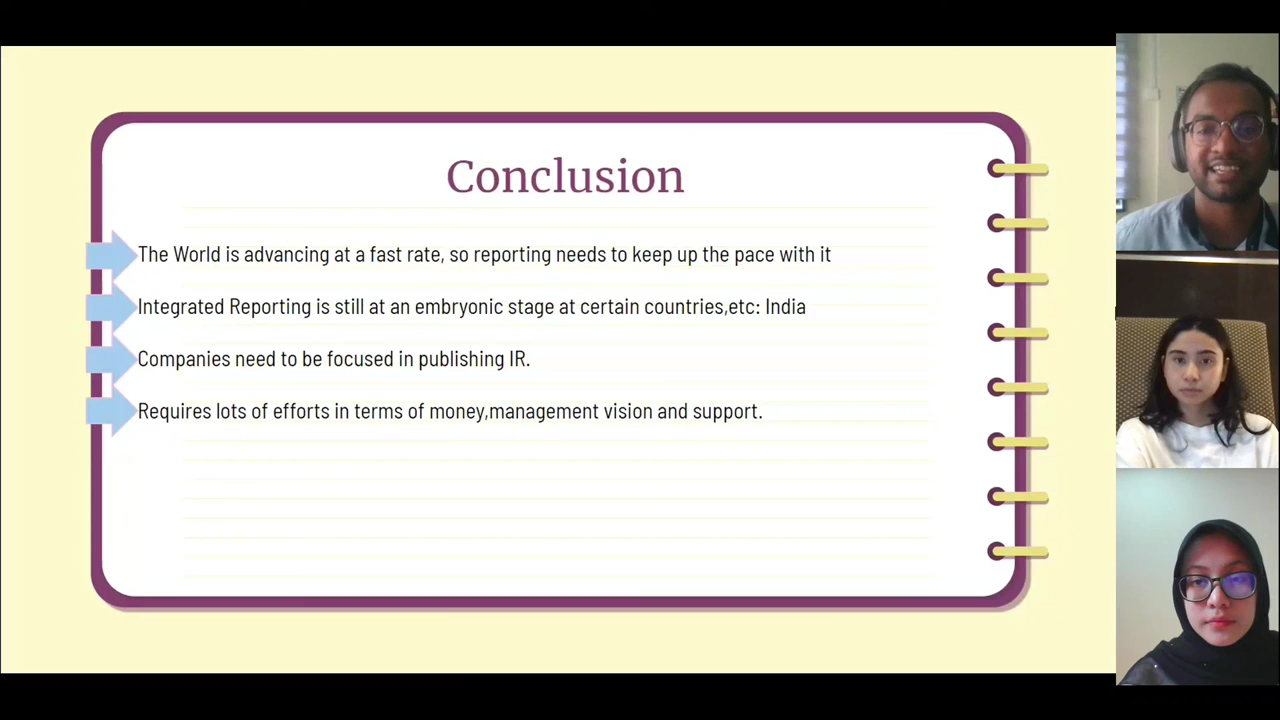 Conclusion
The World is advancing at a fast rate, so reporting needs to keep up the pace with it
Integrated Reporting is still at an embryonic stage at certain countries,etc: India
Companies need to be focused in publishing IR.
Requires lots of efforts in terms of money,management vision and support.